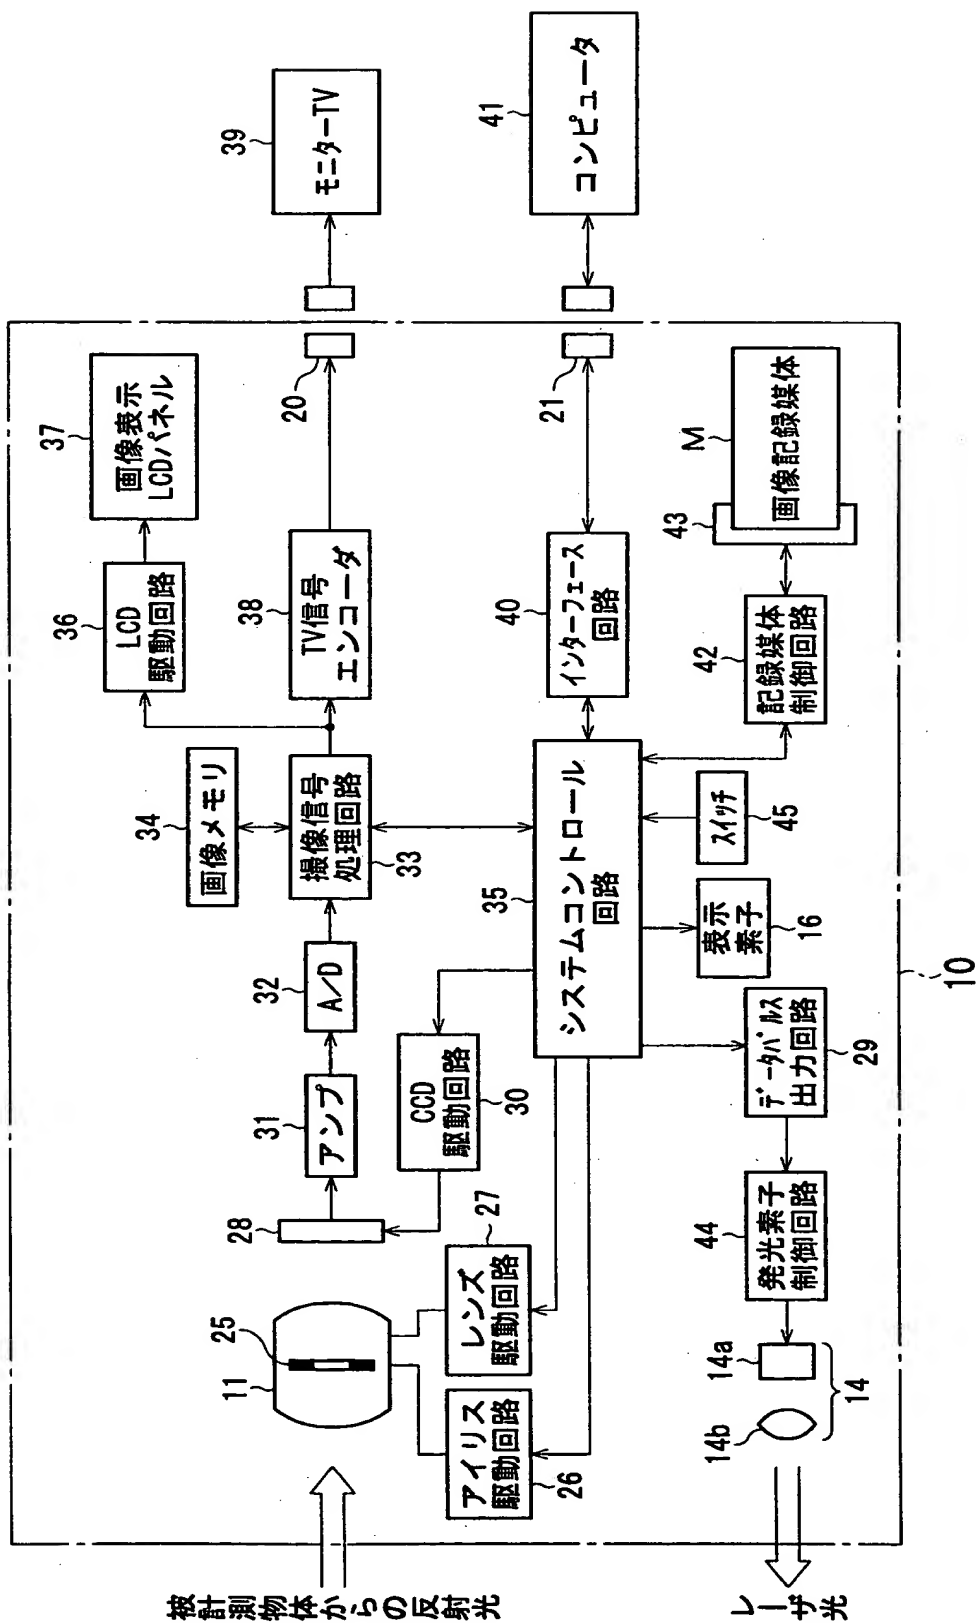 被計測物体からの反射光
レーザ光
11
25
アイリス
駆動回路
26
レンズ
駆動回路
27
28
アンプ
31
A/D
32
CCD
駆動回路
30
撮像信号
処理回路
33
画像メモリ
34
LCD
駆動回路
36
画像表示
LCDパネル
37
TV信号
エンコーダ
38
20
モニターTV
39
システムコントロール
回路
35
インターフェース
回路
40
21
コンピュータ
41
14b
14a
14
発光素子
制御回路
44
データパルス
出力回路
29
表示
素子
16
スイッチ
45
記録媒体
制御回路
42
43
画像記録媒体
M
10